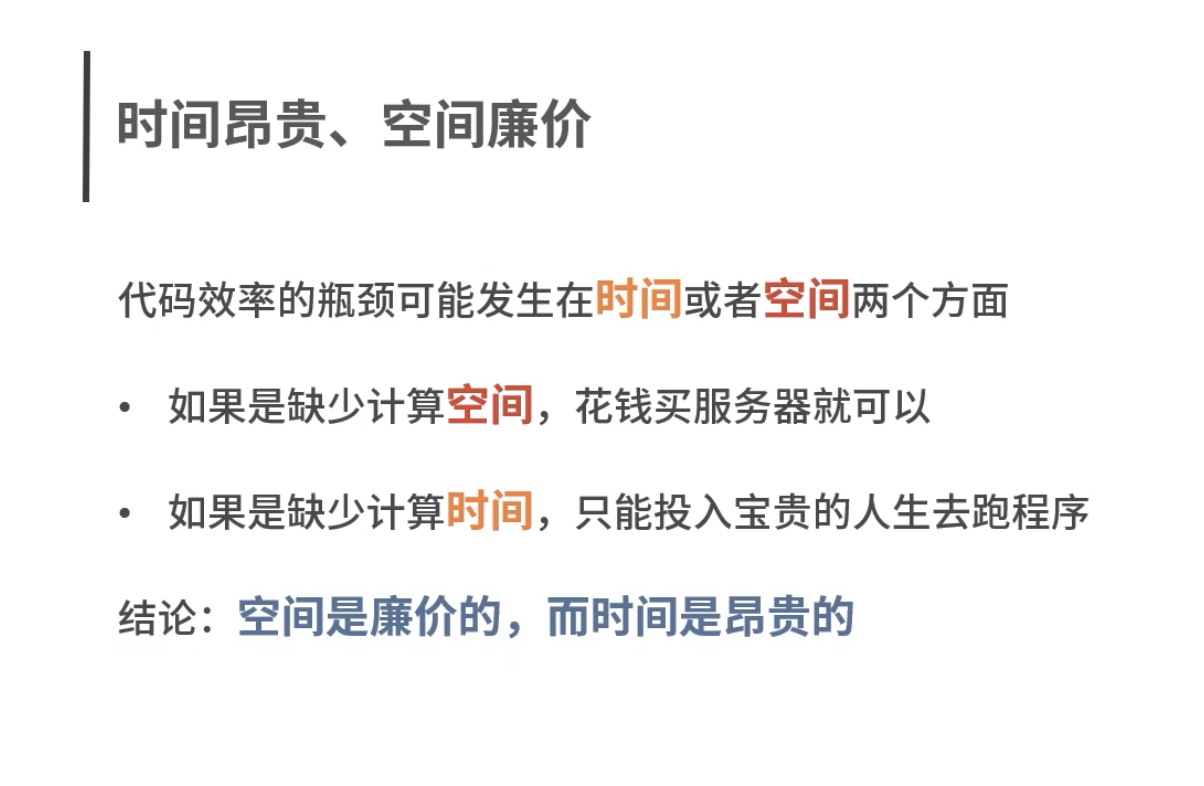 时间昂贵、空间廉价
代码效率的瓶颈可能发生在时间或者空间两个方面
• 如果是缺少计算空间，花钱买服务器就可以
• 如果是缺少计算时间，只能投入宝贵的人生去跑程序
结论：空间是廉价的，而时间是昂贵的